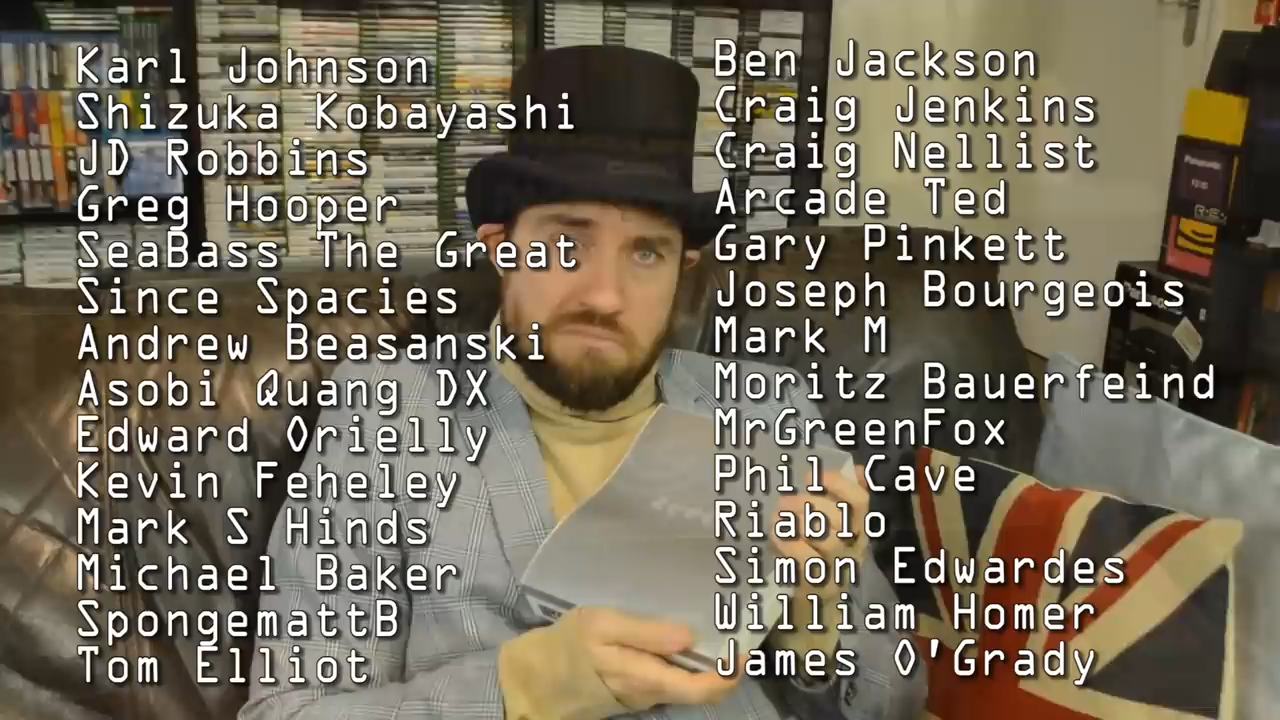 Karl Johnson
Shizuka Kobayashi
JD Robbins
Greg Hooper
SeaBass The Great
Since Spacies
Andrew Beasanski
Asobi Quang DX
Edward Orielly
Kevin Feheley
Mark S Hinds
Michael Baker
SpongemattB
Tom Elliot
Ben Jackson
Craig Jenkins
Craig Nellist
Arcade Ted
Gary Pinkett
Joseph Bourgeois
Mark M
Moritz Bauerfeind
MrGreenFox
Phil Cave
Riablo
Simon Edwardes
William Homer
James O'Grady
Panasonic